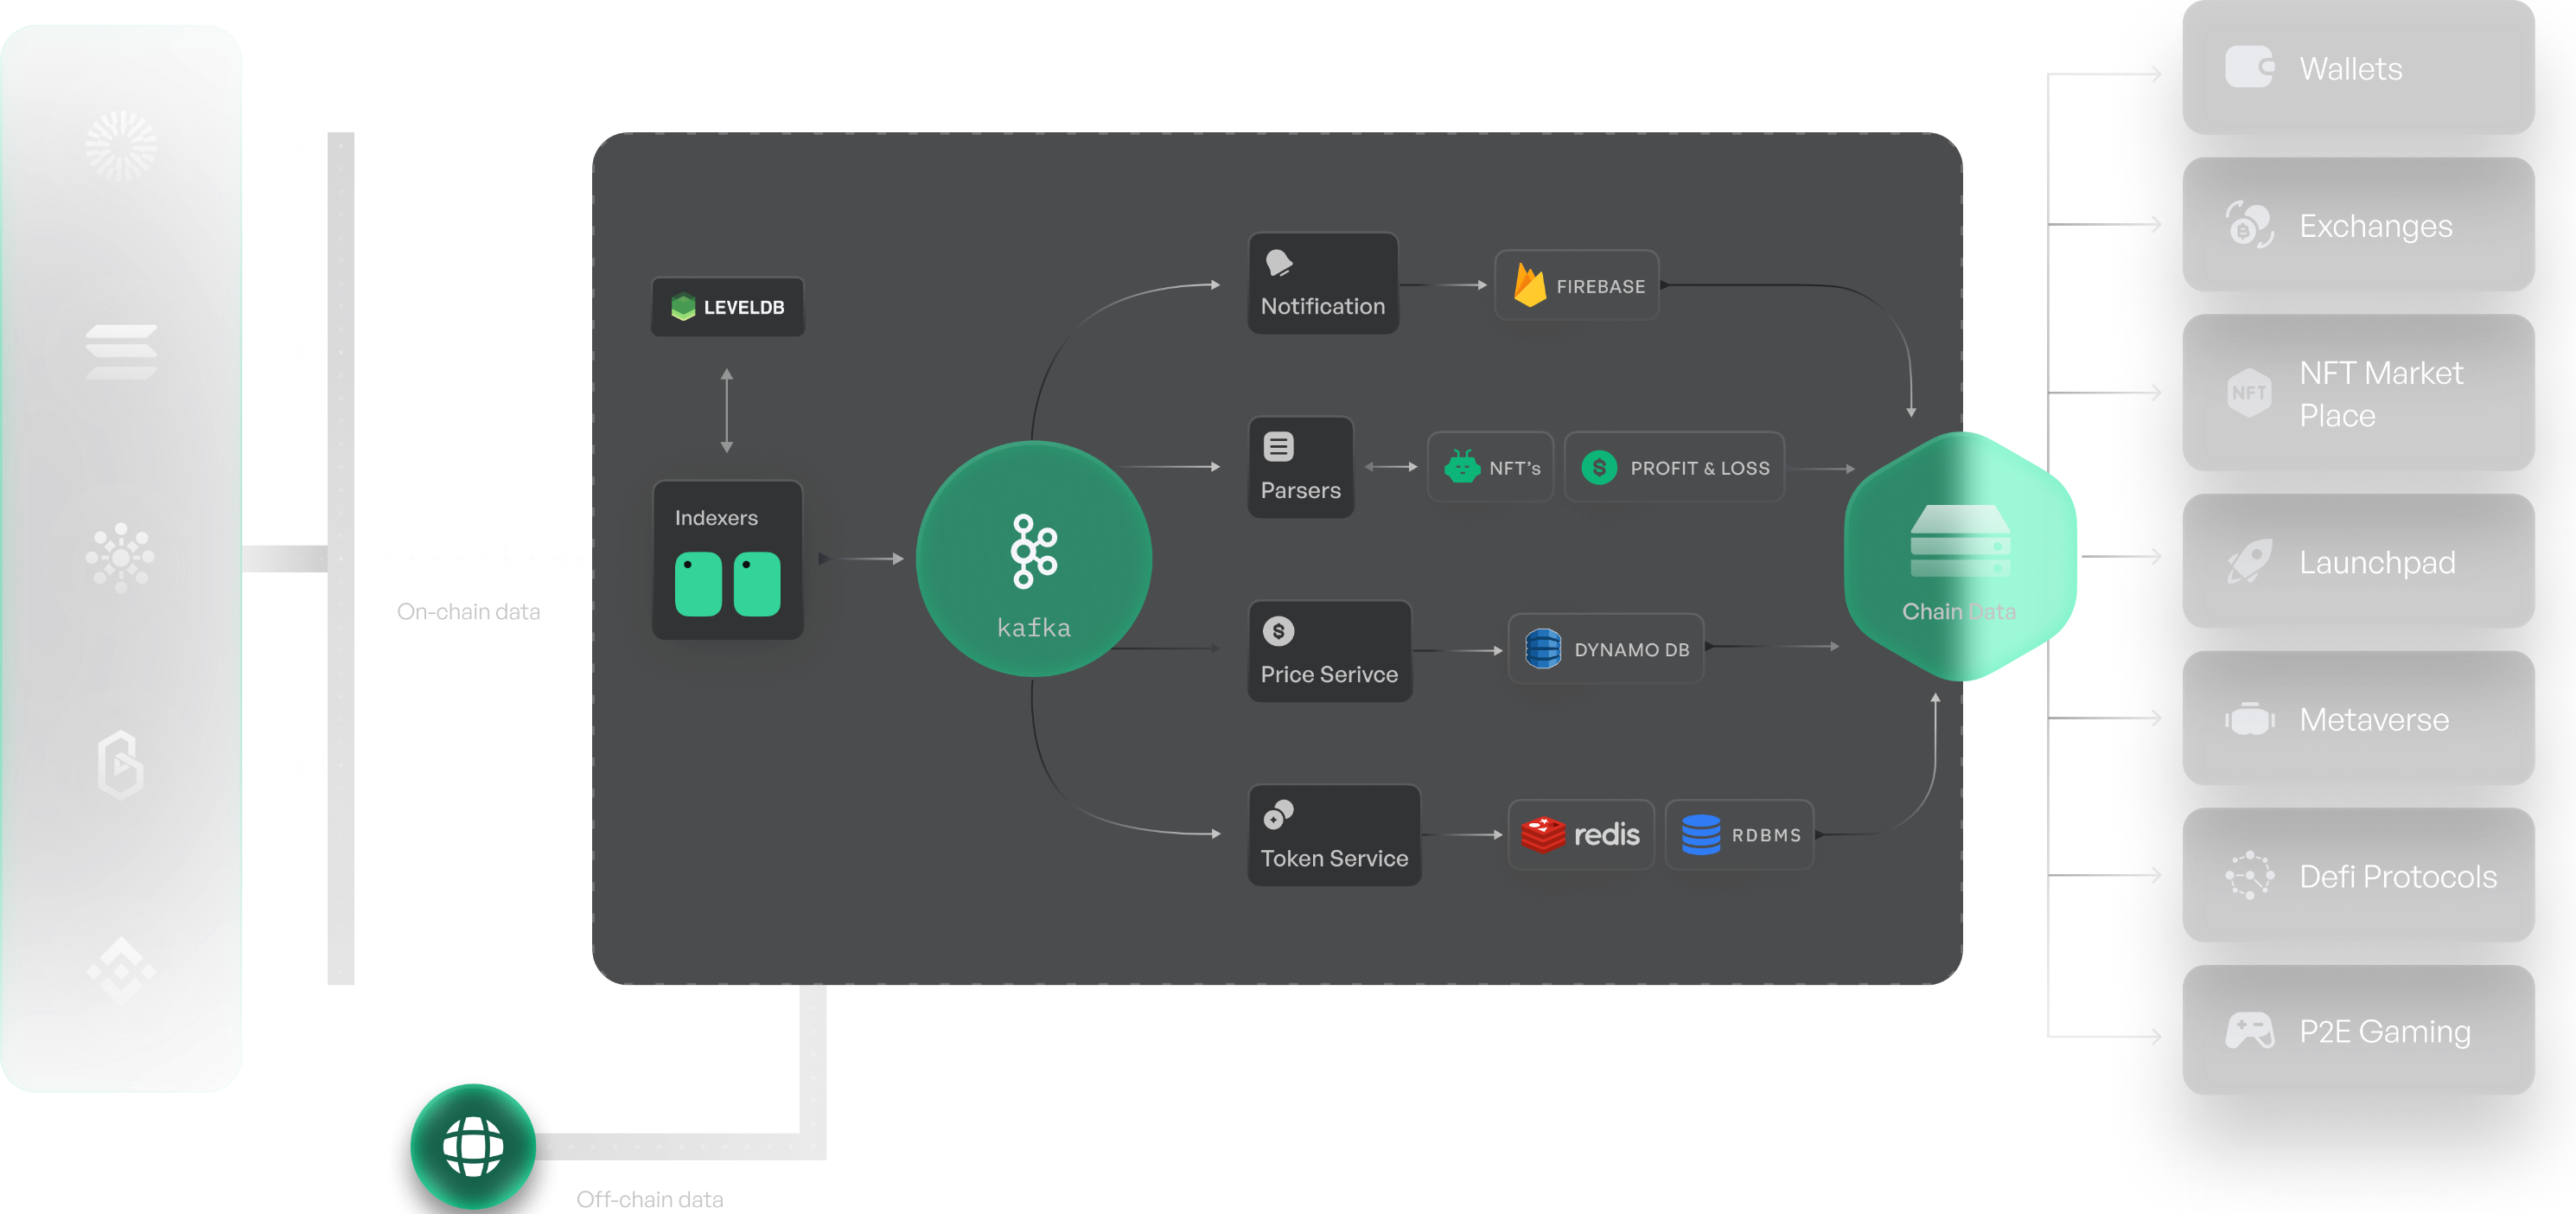 On-chain data
Off-chain data
LEVELDB
Indexers
kafka
Notification
FIREBASE
Parsers
NFT's
PROFIT & LOSS
Price Serivce
DYNAMO DB
Token Service
redis
RDBMS
Chain Data
Wallets
Exchanges
NFT
NFT Market
Place
Launchpad
Metaverse
Defi Protocols
P2E Gaming